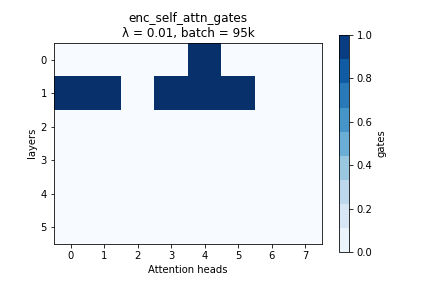 enc_self_attn_gates
λ = 0.01, batch = 95k
layers
0
1
2
3
4
5
0 1 2 3 4 5 6 7
Attention heads
1.0
0.8
0.6
0.4
0.2
0.0
gates